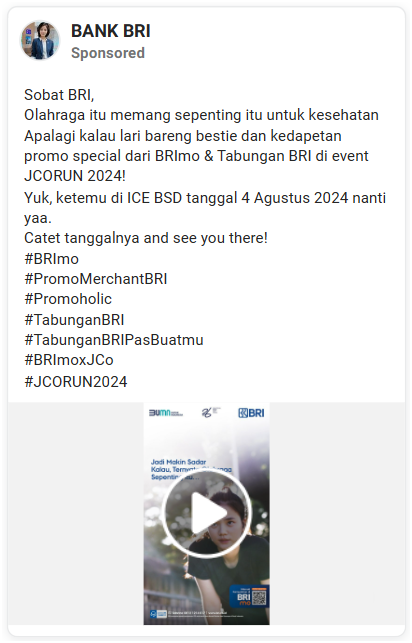 BANK BRI
Sponsored
Sobat BRI,
Olahraga itu memang sepenting itu untuk kesehatan
Apalagi kalau lari bareng bestie dan kedapetan
promo special dari BRImo & Tabungan BRI di event
JCORUN 2024!
Yuk, ketemu di ICE BSD tanggal 4 Agustus 2024 nanti
yaa.
Catet tanggalnya and see you there!
#BRImo
#PromoMerchantBRI
#Promoholic
#TabunganBRI
#TabunganBRIPasBuatmu
#BRImoxJCo
#JCORUN2024
BUMN
BRI
Jadi Makin Sadar
Kalau,
Sepenting
BRI
mo